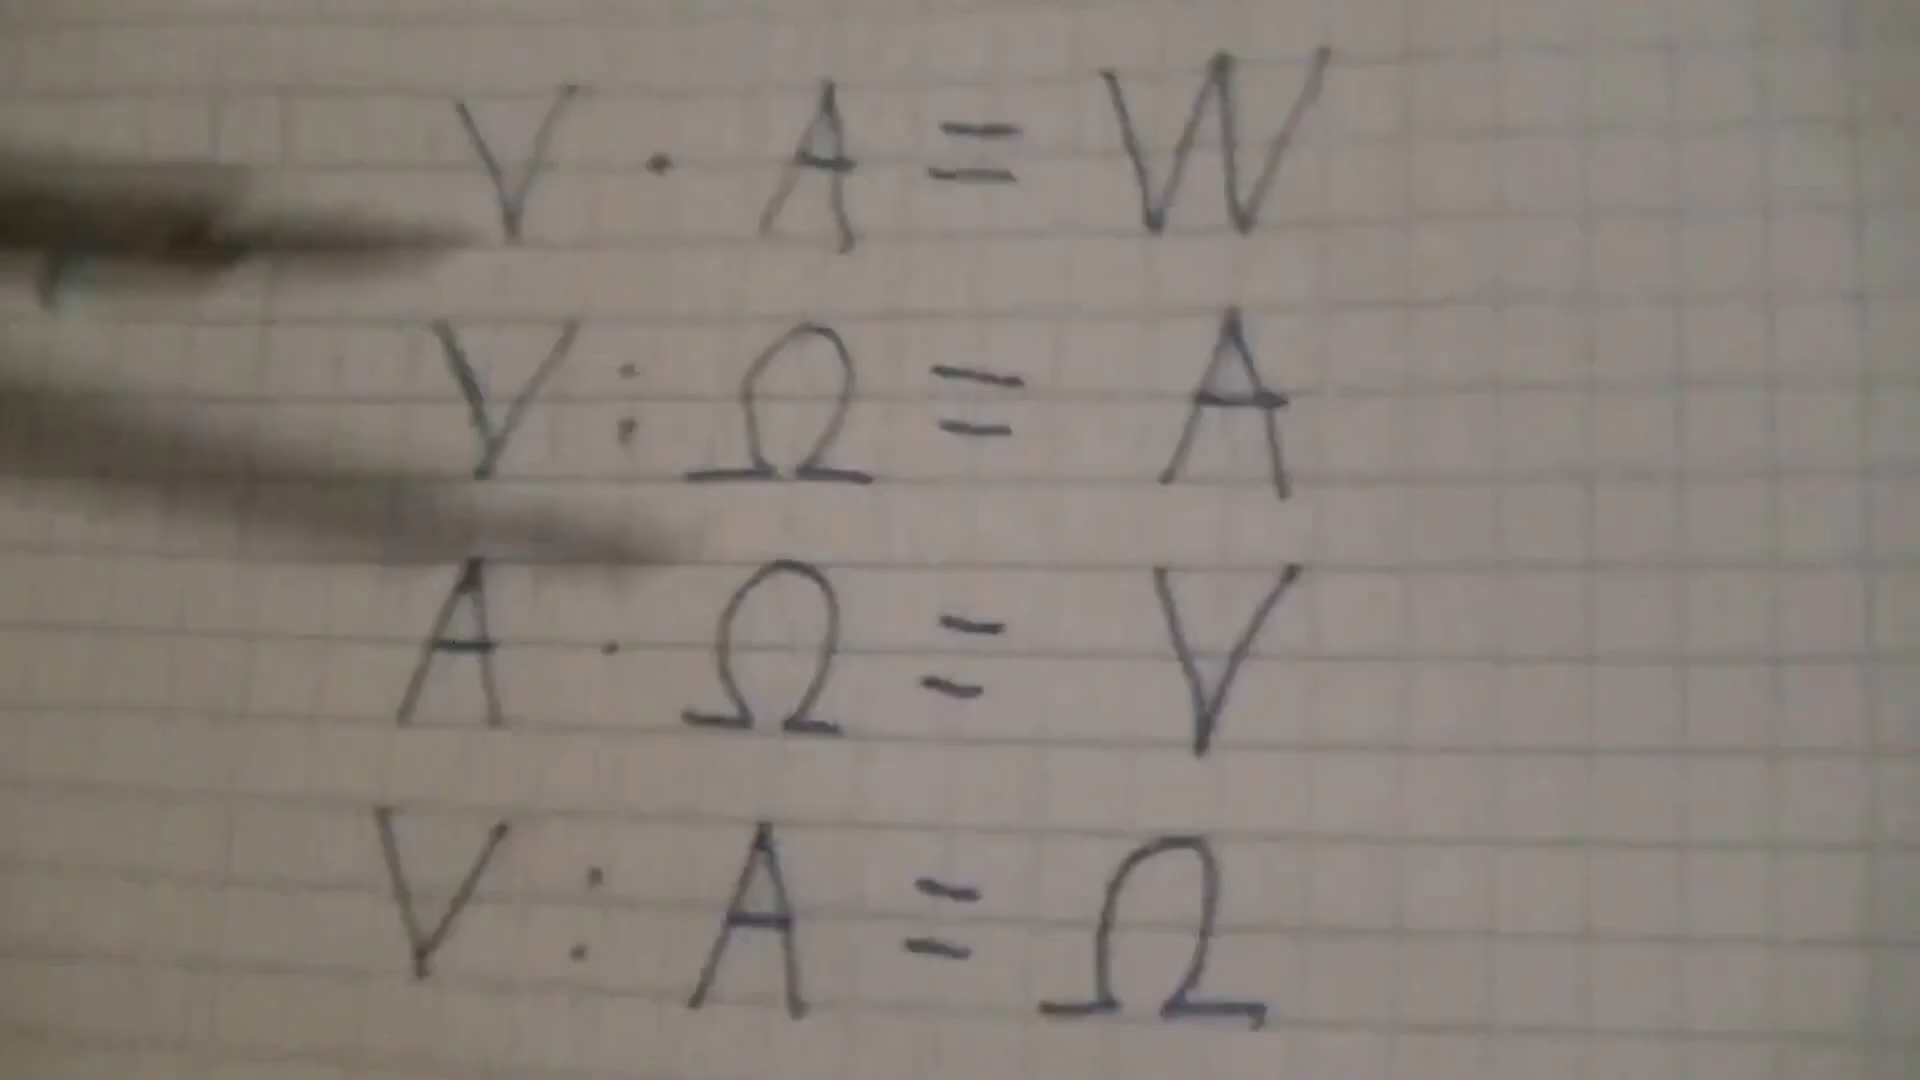 V · A = W
V : Ω = A
A · Ω = V
V : A = Ω